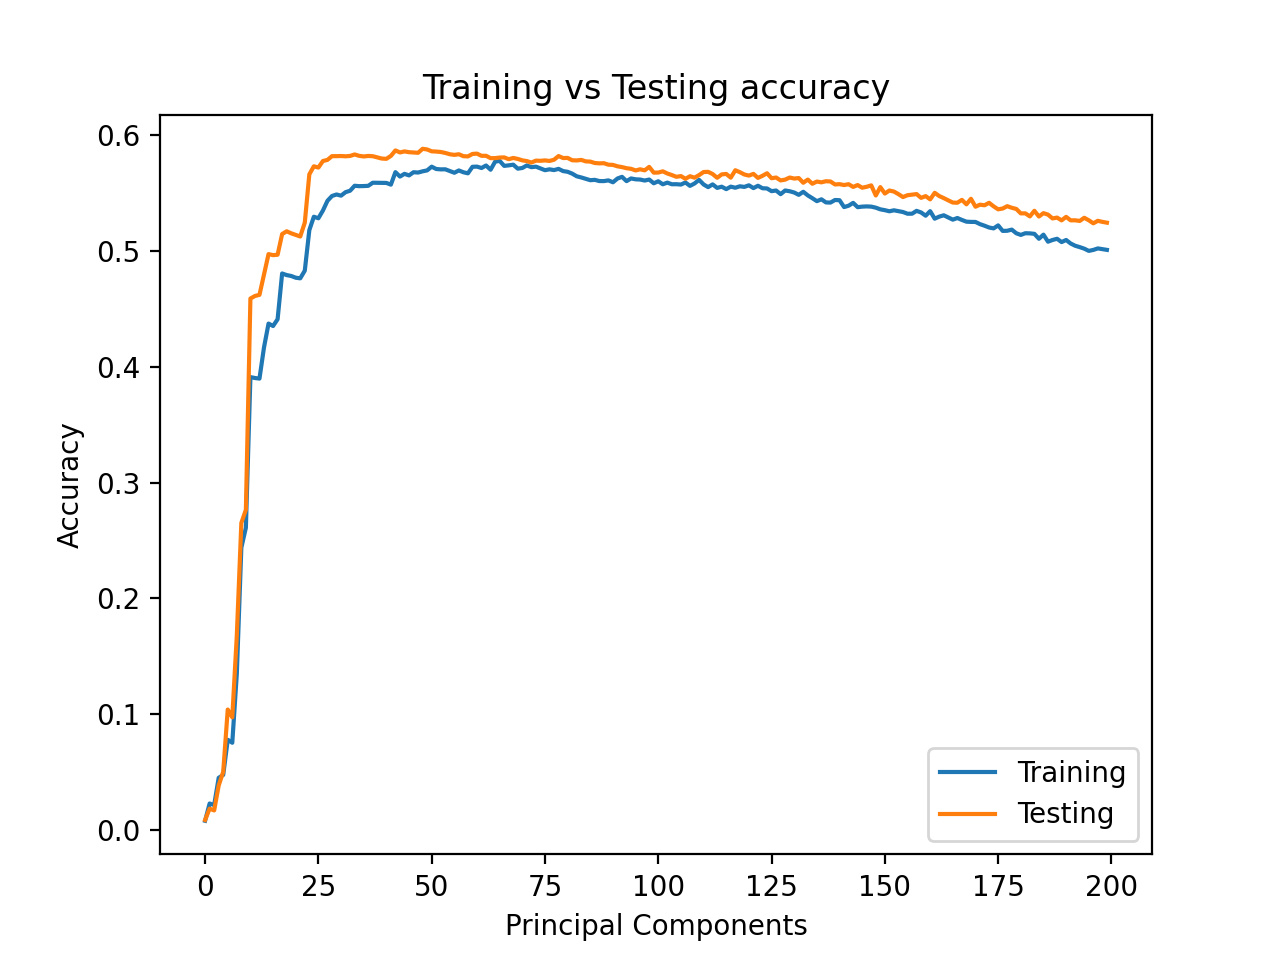 Training vs Testing accuracy
0.6
0.5
0.4
0.3
0.2
0.1
0.0
Accuracy
0 25 50 75 100 125 150 175 200
Principal Components
Training
Testing